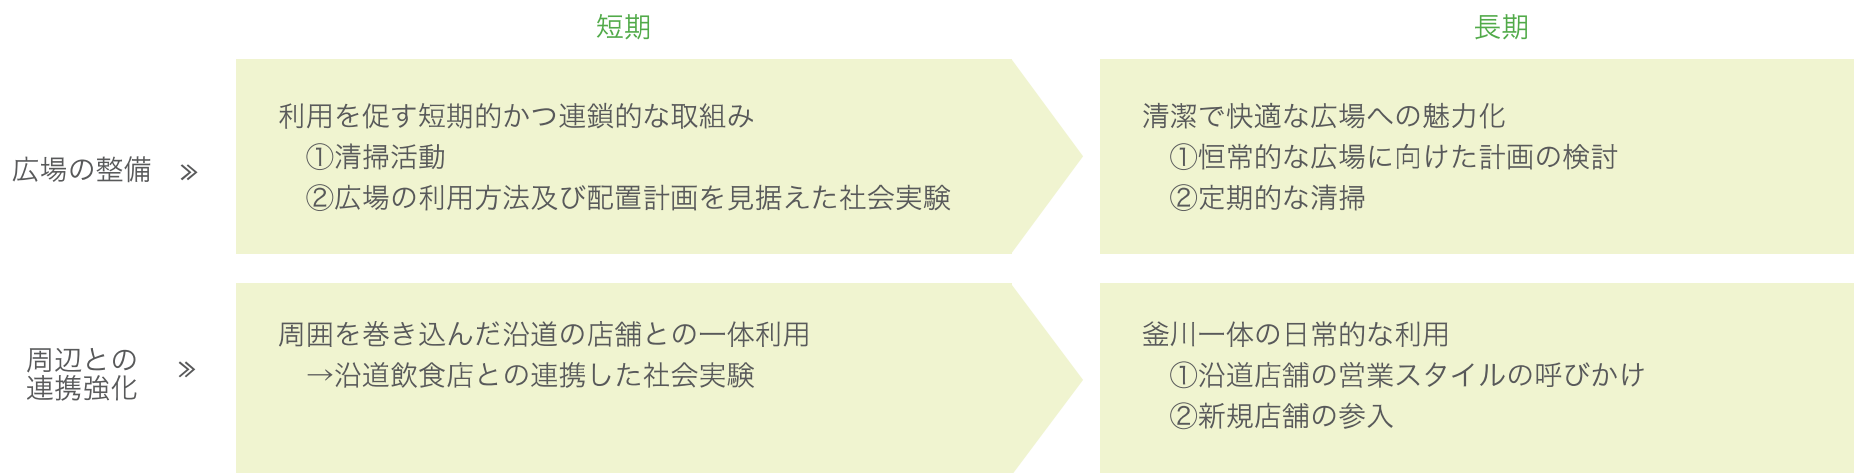 短期
長期
広場の整備 »
利用を促す短期的かつ連鎖的な取組み
①清掃活動
②広場の利用方法及び配置計画を見据えた社会実験
清潔で快適な広場への魅力化
①恒常的な広場に向けた計画の検討
②定期的な清掃
周辺との
連携強化 »
周囲を巻き込んだ沿道の店舗との一体利用
→沿道飲食店との連携した社会実験
釜川一体の日常的な利用
①沿道店舗の営業スタイルの呼びかけ
②新規店舗の参入